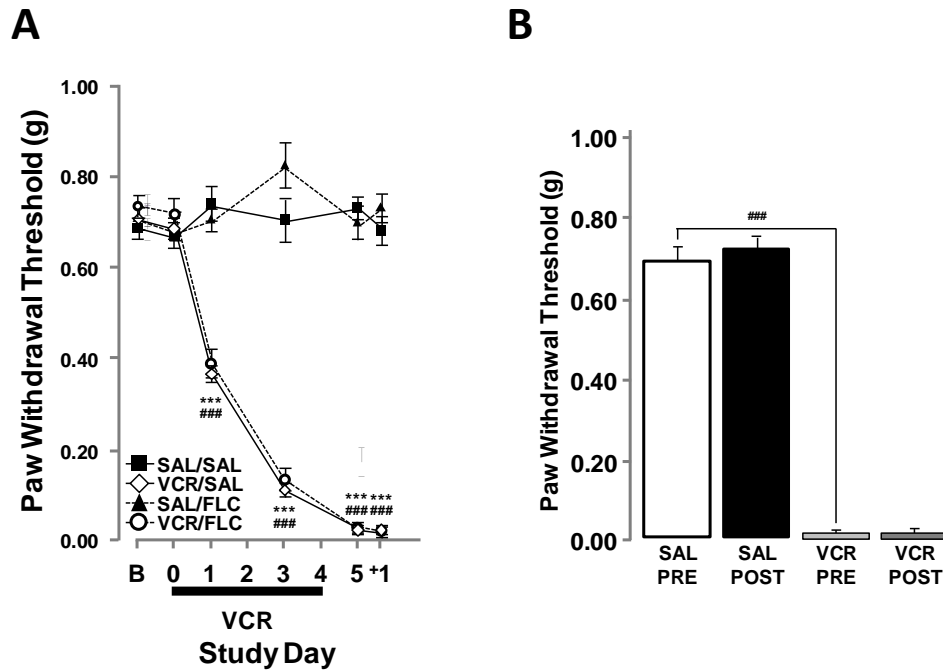 A
B
Paw Withdrawal Threshold (g)
1.00
0.80
0.60
0.40
0.20
0.00
***
###
***
###
***
###
***
###
SAL/SAL
VCR/SAL
SAL/FLC
VCR/FLC
B 0 1 2 3 4 5 +1
VCR
Study Day
Paw Withdrawal Threshold (g)
1.00
0.80
0.60
0.40
0.20
0.00
###
SAL PRE
SAL POST
VCR PRE
VCR POST